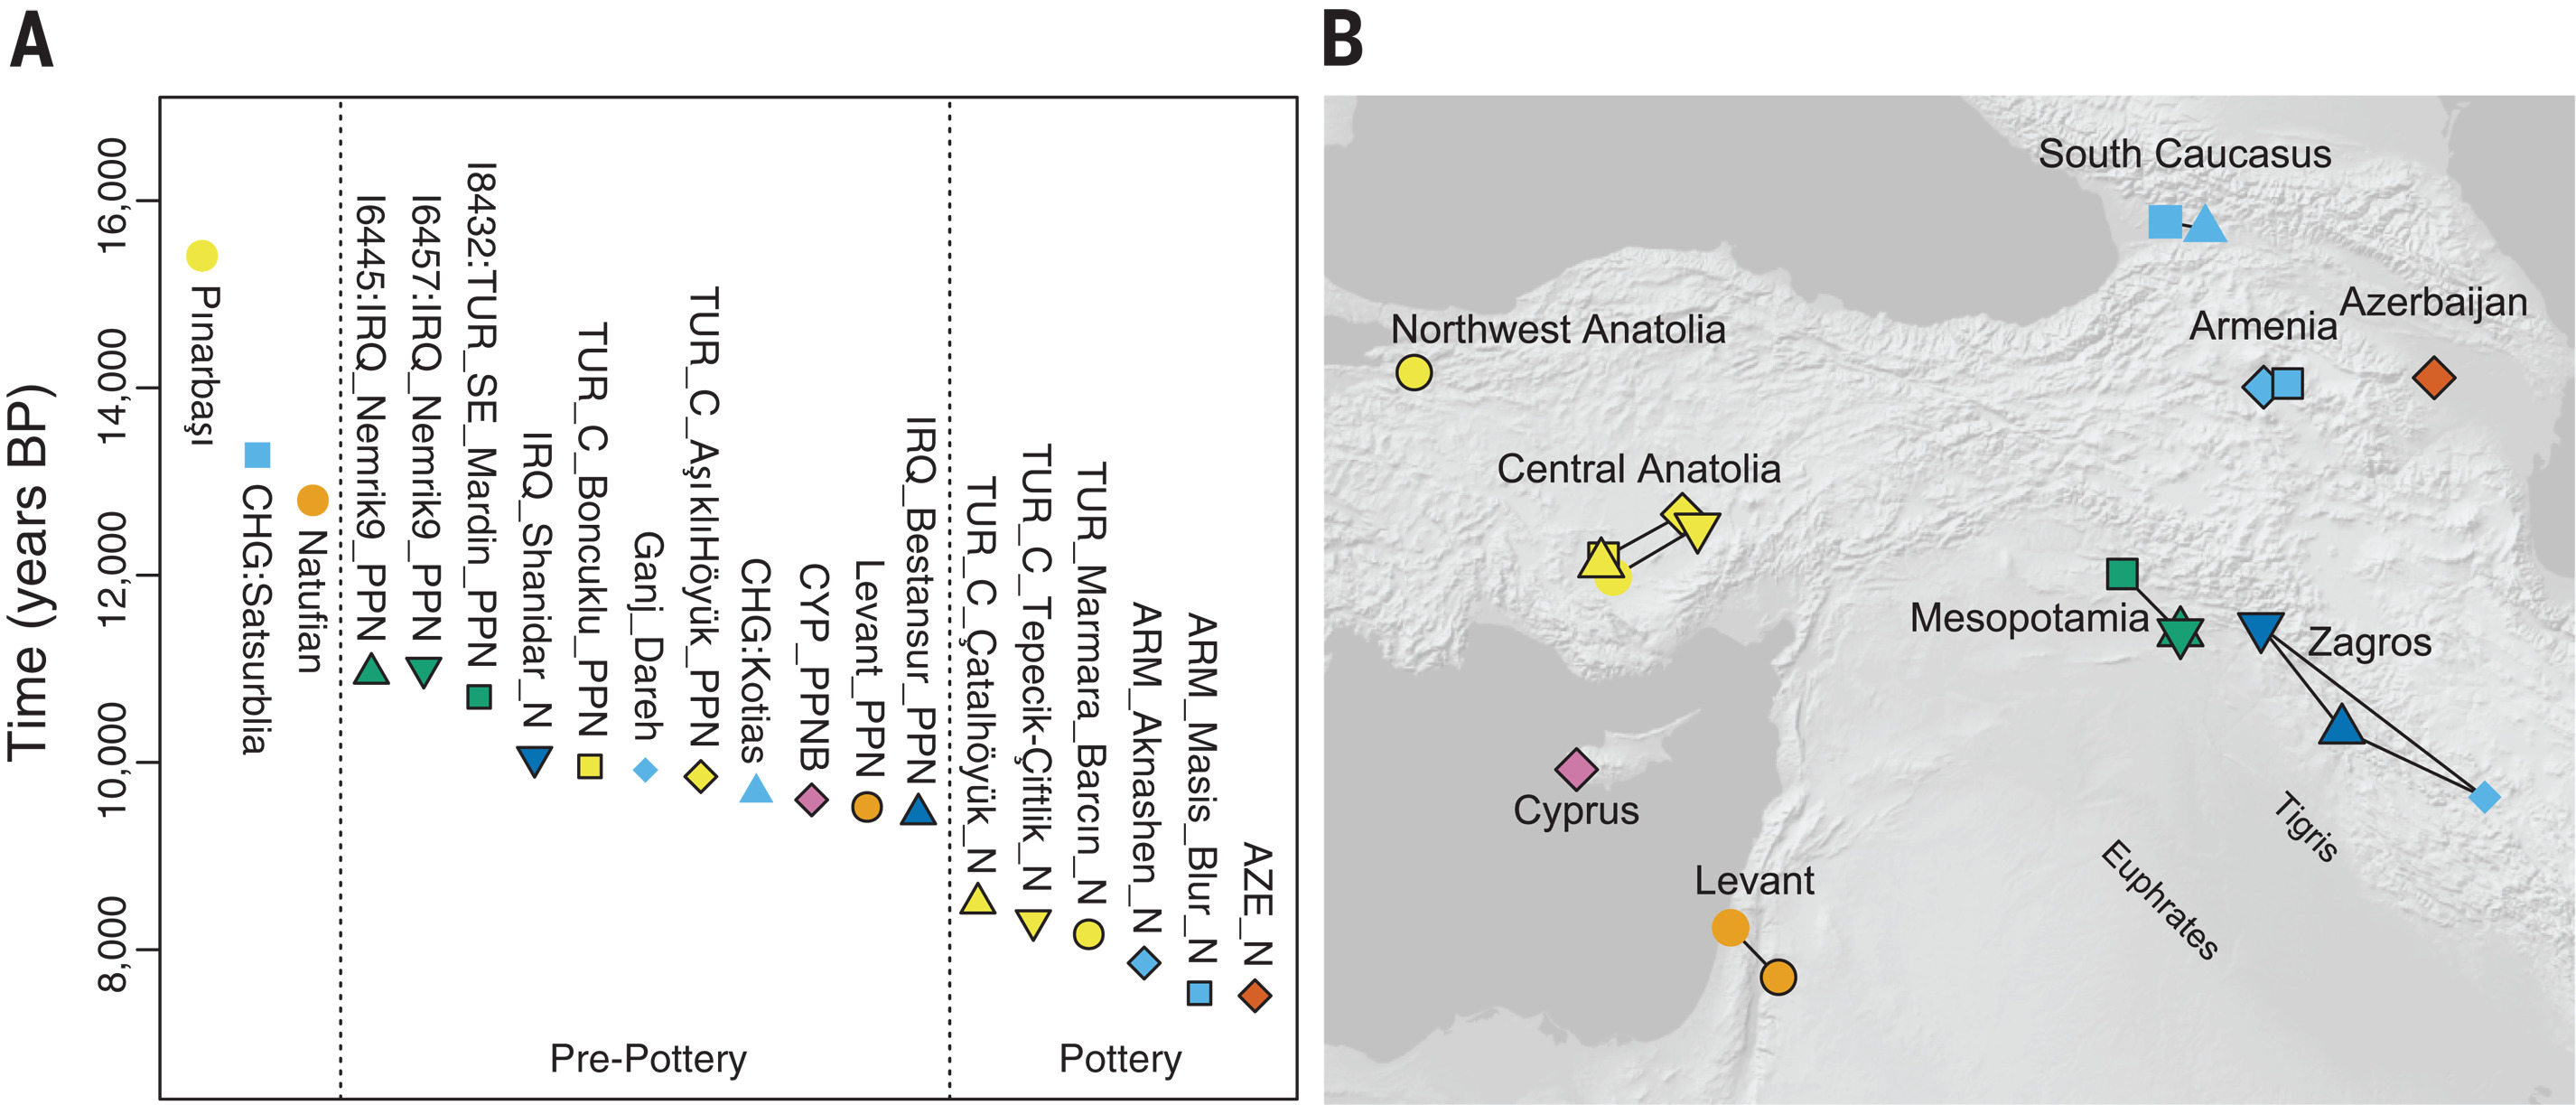 A
Time (years BP)
16,000
14,000
12,000
10,000
8,000
Pınarbaşı
CHG:Satsurblia
Natufian
I6445:IRQ_Nemrik9_PPN
I6457:IRQ_Nemrik9_PPN
I8432:TUR_SE_Mardin_PPN
IRQ_Shanidar_N
TUR_C_Boncuklu_PPN
Ganj_Dareh
TUR_C_AşıklıHöyük_PPN
CHG:Kotias
CYP_PPNB
Levant_PPN
IRQ_Bestansur_PPN
TUR_C_Çatalhöyük_N
TUR_C_Tepecik-Çiftlik_N
TUR_Marmara_Barcın_N
ARM_Aknashen_N
ARM_Masis_Blur_N
AZE_N
Pre-Pottery
Pottery
B
South Caucasus
Azerbaijan
Armenia
Northwest Anatolia
Central Anatolia
Mesopotamia
Zagros
Cyprus
Tigris
Euphrates
Levant